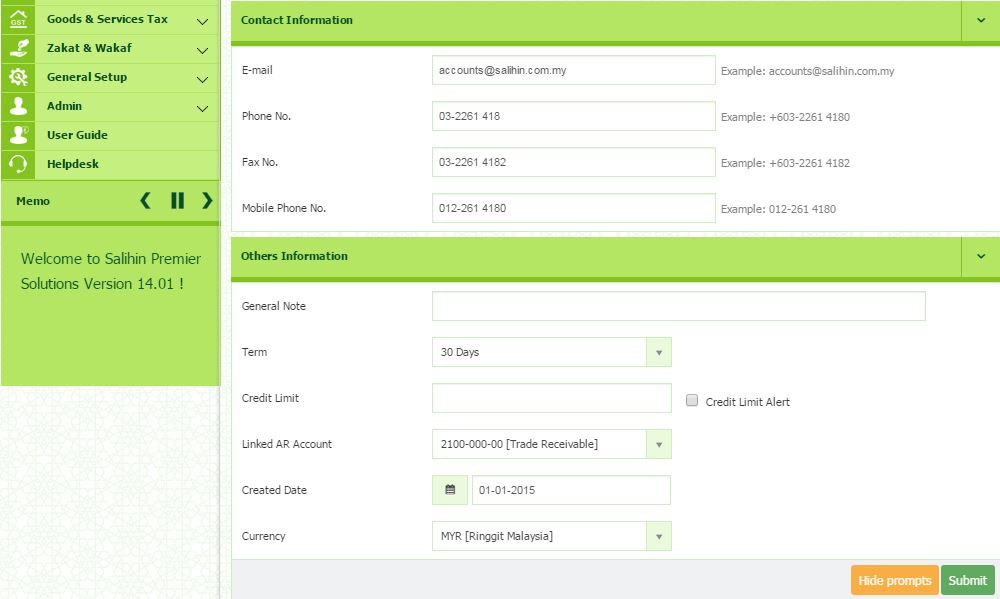 GST Goods & Services Tax
Zakat & Wakaf
General Setup
Admin
User Guide
Helpdesk
Memo
Welcome to Salihin Premier
Solutions Version 14.01 !
Contact Information
E-mail accounts@salihin.com.my Example: accounts@salihin.com.my
Phone No. 03-2261 418 Example: +603-2261 4180
Fax No. 03-2261 4182 Example: +603-2261 4182
Mobile Phone No. 012-261 4180 Example: 012-261 4180
Others Information
General Note
Term 30 Days
Credit Limit Credit Limit Alert
Linked AR Account 2100-000-00 [Trade Receivable]
Created Date 01-01-2015
Currency MYR [Ringgit Malaysia]
Hide prompts Submit